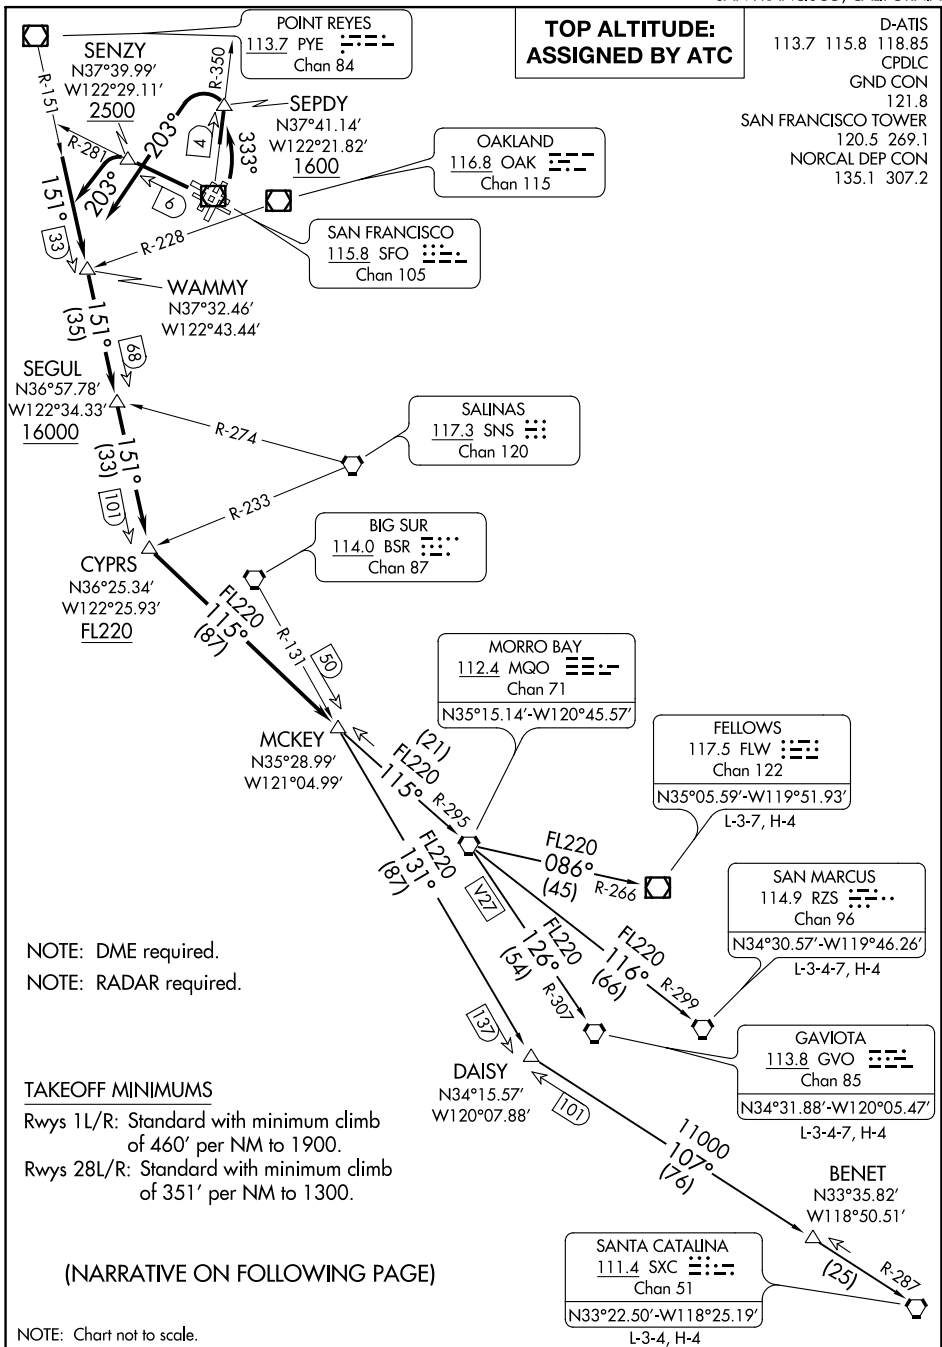 TOP ALTITUDE:
ASSIGNED BY ATC
D-ATIS
113.7 115.8 118.85
CPDLC
GND CON
121.8
SAN FRANCISCO TOWER
120.5 269.1
NORCAL DEP CON
135.1 307.2
POINT REYES
113.7 PYE
Chan 84
SENZY
N37°39.99'
W122°29.11'
2500
R-350
R-151
R-281
203°
203°
4
333°
6
SEPDY
N37°41.14'
W122°21.82'
1600
OAKLAND
116.8 OAK
Chan 115
SAN FRANCISCO
115.8 SFO
Chan 105
151°
33
R-228
WAMMY
N37°32.46'
W122°43.44'
151°
(35)
68
SEGUL
N36°57.78'
W122°34.33'
16000
SALINAS
117.3 SNS
Chan 120
R-274
R-233
151°
(33)
101
CYPRS
N36°25.34'
W122°25.93'
FL220
BIG SUR
114.0 BSR
Chan 87
FL220
115°
(87)
R-131
50
MORRO BAY
112.4 MQO
Chan 71
N35°15.14'-W120°45.57'
MCKEY
N35°28.99'
W121°04.99'
(21)
FL220
115°
R-295
FELLOWS
117.5 FLW
Chan 122
N35°05.59'-W119°51.93'
L-3-7, H-4
FL220
086°
(45)
R-266
FL220
131°
(87)
V27
FL220
126°
(54)
R-307
FL220
116°
(66)
R-299
SAN MARCUS
114.9 RZS
Chan 96
N34°30.57'-W119°46.26'
L-3-4-7, H-4
NOTE: DME required.
NOTE: RADAR required.
137
DAISY
N34°15.57'
W120°07.88'
101
GAVIOTA
113.8 GVO
Chan 85
N34°31.88'-W120°05.47'
L-3-4-7, H-4
TAKEOFF MINIMUMS
Rwys 1L/R: Standard with minimum climb
of 460' per NM to 1900.
Rwys 28L/R: Standard with minimum climb
of 351' per NM to 1300.
11000
107°
(76)
BENET
N33°35.82'
W118°50.51'
(25)
R-287
SANTA CATALINA
111.4 SXC
Chan 51
N33°22.50'-W118°25.19'
L-3-4, H-4
(NARRATIVE ON FOLLOWING PAGE)
NOTE: Chart not to scale.